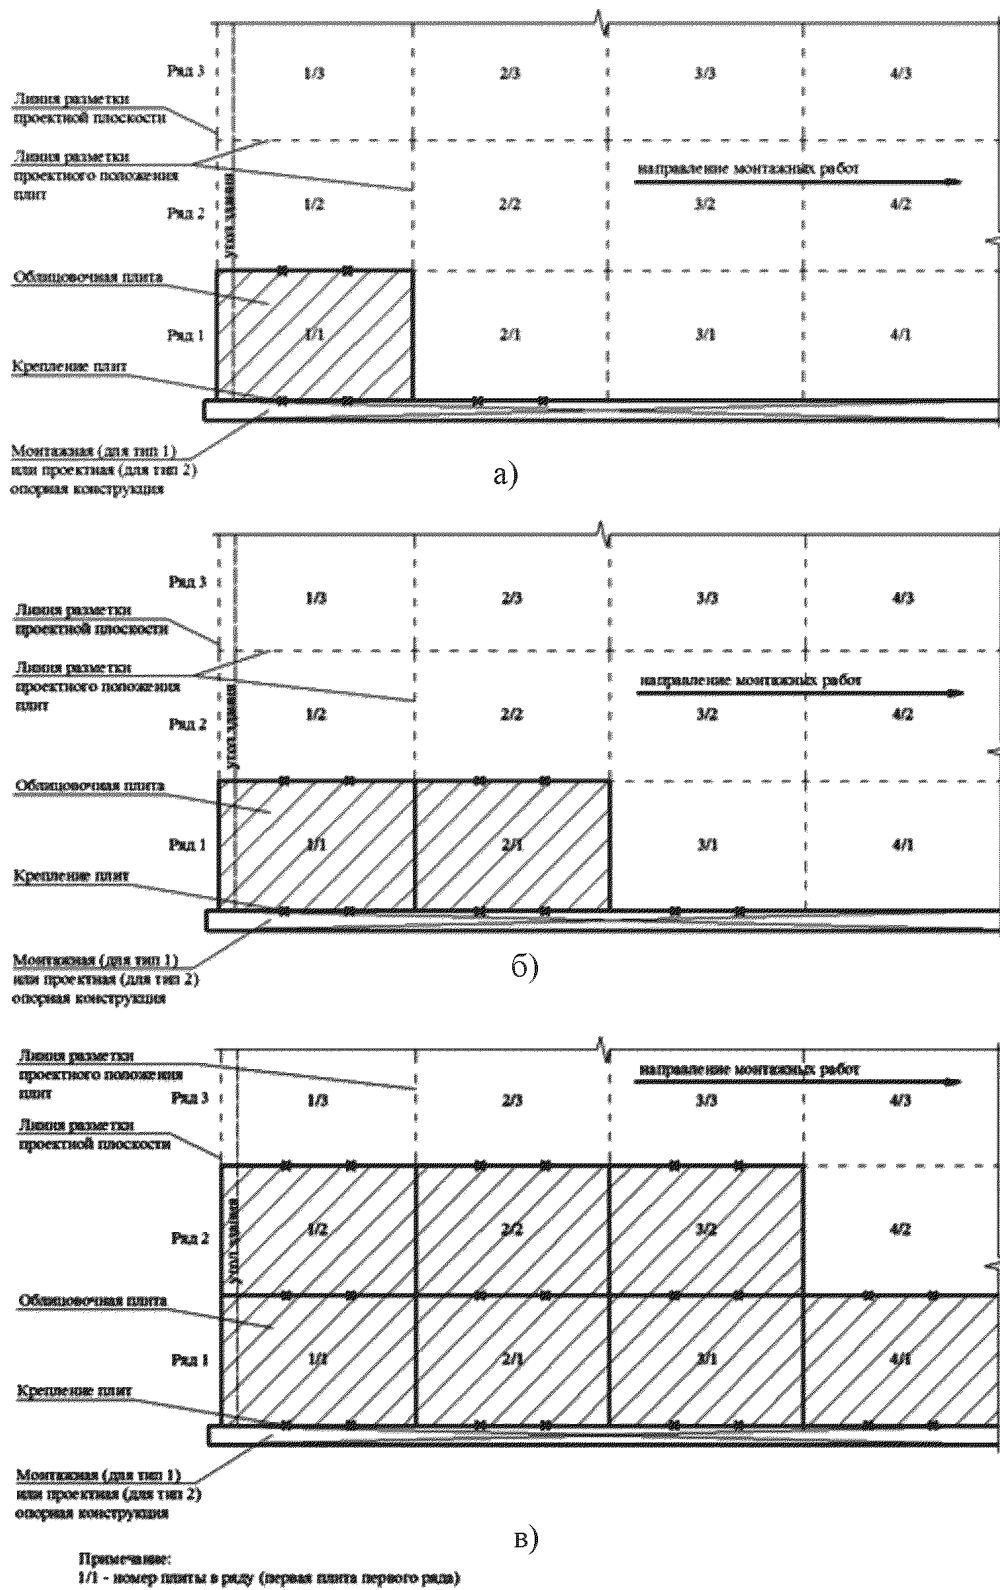 Ряд 3
1/3
2/3
3/3
4/3
Линия разметки
проектной плоскости
Линия разметки
проектного положения
плит
направление монтажных работ
Ряд 2
угол здания
1/2
2/2
3/2
4/2
Облицовочная плита
Ряд 1
1/1
2/1
3/1
4/1
Крепление плит
Монтажная (для тип 1)
или проектная (для тип 2)
опорная конструкция
а)
Ряд 3
1/3
2/3
3/3
4/3
Линия разметки
проектной плоскости
Линия разметки
проектного положения
плит
направление монтажных работ
Ряд 2
угол здания
1/2
2/2
3/2
4/2
Облицовочная плита
Ряд 1
1/1
2/1
3/1
4/1
Крепление плит
Монтажная (для тип 1)
или проектная (для тип 2)
опорная конструкция
б)
Линия разметки
проектного положения
плит
направление монтажных работ
Ряд 3
1/3
2/3
3/3
4/3
Линия разметки
проектной плоскости
Ряд 2
угол здания
1/2
2/2
3/2
4/2
Облицовочная плита
Ряд 1
1/1
2/1
3/1
4/1
Крепление плит
Монтажная (для тип 1)
или проектная (для тип 2)
опорная конструкция
в)
Примечание:
1/1 - номер плиты в ряду (первая плита первого ряда)